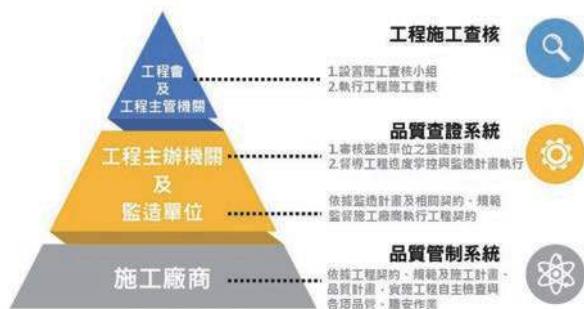 工程會
及
工程主管機關
工程施工查核
1.設置施工查核小組
2.執行工程施工查核
工程主辦機關
及
監造單位
品質查證系統
1.審核監造單位之監造計畫
2.督導工程進度掌控與監造計畫執行
依據監造計畫及相關契約、規範
監督施工廠商執行工程契約
施工廠商
品質管制系統
依據工程契約、規範及施工計畫、
品質計畫,實施工程自主檢查與
各項品管、職安作業